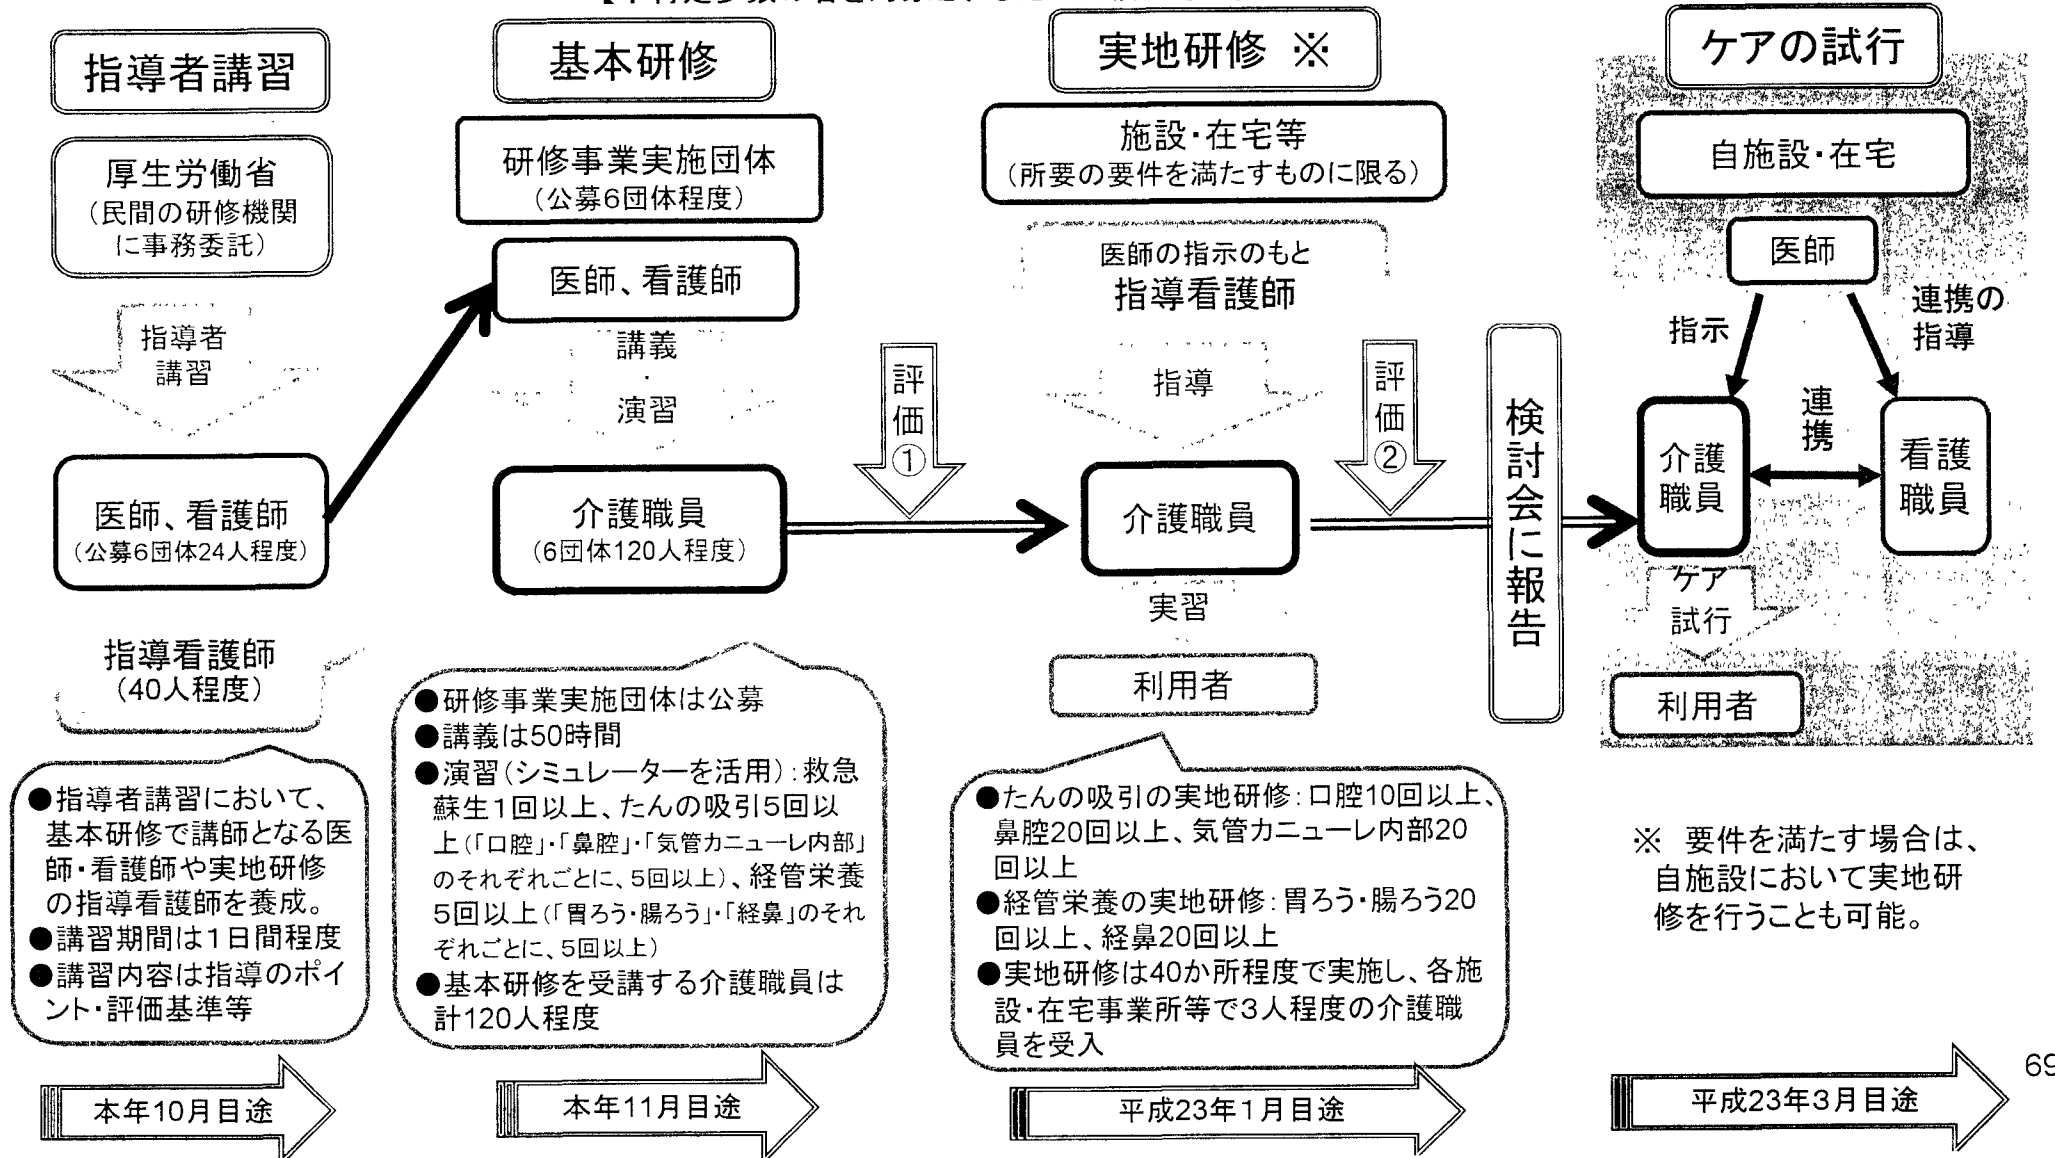 指導者講習
厚生労働省
（民間の研修機関
に事務委託）
指導者
講習
医師、看護師
（公募6団体24人程度）
指導看護師
（40人程度）
●指導者講習において、
基本研修で講師となる医
師・看護師や実地研修
の指導看護師を養成。
●講習期間は1日間程度
●講習内容は指導のポイ
ント・評価基準等
本年10月目途
基本研修
研修事業実施団体
（公募6団体程度）
医師、看護師
講義
・
演習
介護職員
（6団体120人程度）
●研修事業実施団体は公募
●講義は50時間
●演習（シミュレーターを活用）：救急
蘇生1回以上、たんの吸引5回以
上（「口腔」・「鼻腔」・「気管カニューレ内部」
のそれぞれごとに、5回以上）、経管栄養
5回以上（「胃ろう・腸ろう」・「経鼻」のそれ
ぞれごとに、5回以上）
●基本研修を受講する介護職員は
計120人程度
本年11月目途
評価①
実地研修 ※
施設・在宅等
（所要の要件を満たすものに限る）
医師の指示のもと
指導看護師
指導
介護職員
実習
利用者
●たんの吸引の実地研修：口腔10回以上、
鼻腔20回以上、気管カニューレ内部20
回以上
●経管栄養の実地研修：胃ろう・腸ろう20
回以上、経鼻20回以上
●実地研修は40か所程度で実施し、各施
設・在宅事業所等で3人程度の介護職
員を受入
平成23年1月目途
評価②
検討会に報告
ケアの試行
自施設・在宅
医師
指示
連携の
指導
連携
介護
職員
看護
職員
ケア
試行
利用者
※ 要件を満たす場合は、
自施設において実地研
修を行うことも可能。
平成23年3月目途
69